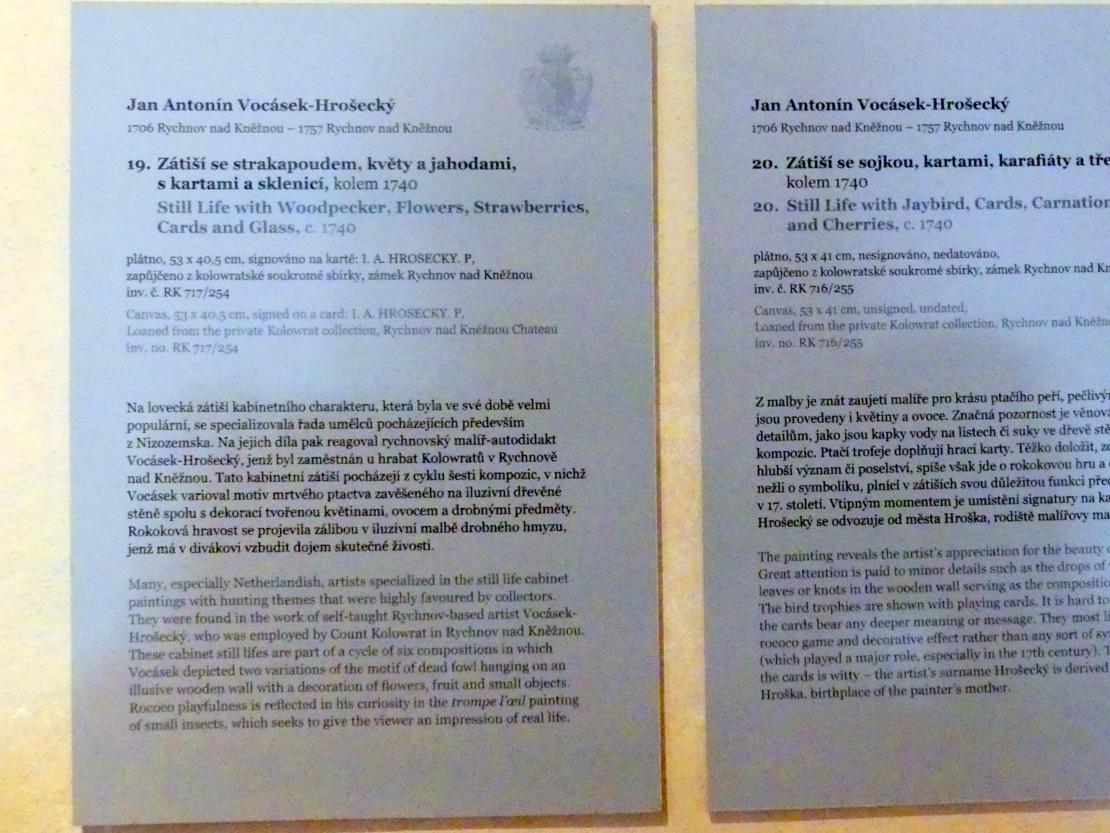 Jan Antonín Vocásek-Hrošecký
1706 Rychnov nad Kněžnou – 1757 Rychnov nad Kněžnou
19. Zátiší se strakapoudem, květy a jahodami,
s kartami a sklenicí, kolem 1740
Still Life with Woodpecker, Flowers, Strawberries,
Cards and Glass, c. 1740
plátno, 53 x 40,5 cm, signováno na kartě: I. A. HROSECKY. P,
zapůjčeno z kolowratské soukromé sbírky, zámek Rychnov nad Kněžnou
inv. č. RK 717/254
Canvas, 53 x 40,5 cm, signed on a card: I. A. HROSECKY. P,
Loaned from the private Kolowrat collection, Rychnov nad Kněžnou Chateau
inv. no. RK 717/254
Na lovecká zátiší kabinetního charakteru, která byla ve své době velmi
populární, se specializovala řada umělců pocházejících především
z Nizozemska. Na jejich díla pak reagoval rychnovský malíř-autodidakt
Vocásek-Hrošecký, jenž byl zaměstnán u hrabat Kolowratů v Rychnově
nad Kněžnou. Tato kabinetní zátiší pocházejí z cyklu šesti kompozic, v nichž
Vocásek varioval motiv mrtvého ptactva zavěšeného na iluzivní dřevěné
stěně spolu s dekorací tvořenou květinami, ovocem a drobnými předměty.
Rokoková hravost se projevila zálibou v iluzivní malbě drobného hmyzu,
jenž má v divákovi vzbudit dojem skutečné živosti.
Many, especially Netherlandish, artists specialized in the still life cabinet
paintings with hunting themes that were highly favoured by collectors.
They were found in the work of self-taught Rychnov-based artist Vocásek-
Hrošecký, who was employed by Count Kolowrat in Rychnov nad Kněžnou.
These cabinet still lifes are part of a cycle of six compositions in which
Vocásek depicted two variations of the motif of dead fowl hanging on an
illusive wooden wall with a decoration of flowers, fruit and small objects.
Rococo playfulness is reflected in his curiosity in the trompe l'œil painting
of small insects, which seeks to give the viewer an impression of real life.
Jan Antonín Vocásek-Hrošecký
1706 Rychnov nad Kněžnou – 1757 Rychnov nad Kněžnou
20. Zátiší se sojkou, kartami, karafiáty a tře
kolem 1740
20. Still Life with Jaybird, Cards, Carnation
and Cherries, c. 1740
plátno, 53 x 41 cm, nesignováno, nedatováno,
zapůjčeno z kolowratské soukromé sbírky, zámek Rychnov nad Kn
inv. č. RK 716/255
Canvas, 53 x 41 cm, unsigned, undated,
Loaned from the private Kolowrat collection, Rychnov nad Kněžn
inv. no. RK 716/255
Z malby je znát zaujetí malíře pro krásu ptačího peří, pečlivým
jsou provedeny i květiny a ovoce. Značná pozornost je věnová
detailům, jako jsou kapky vody na listech či suky ve dřevě stě
kompozic. Ptačí trofeje doplňují hrací karty. Těžko doložit, zd
hlubší význam či poselství, spíše však jde o rokokovou hru a
nežli o symboliku, plnící v zátiších svou důležitou funkci před
v 17. století. Vtipným momentem je umístění signatury na ka
Hrošecký se odvozuje od města Hroška, rodiště malířovy ma
The painting reveals the artist's appreciation for the beauty
Great attention is paid to minor details such as the drops of
leaves or knots in the wooden wall serving as the compositio
The bird trophies are shown with playing cards. It is hard to
the cards bear any deeper meaning or message. They most li
rococo game and decorative effect rather than any sort of sy
(which played a major role, especially in the 17th century). T
the cards is witty – the artist's surname Hrošecký is derived
Hroška, birthplace of the painter's mother.